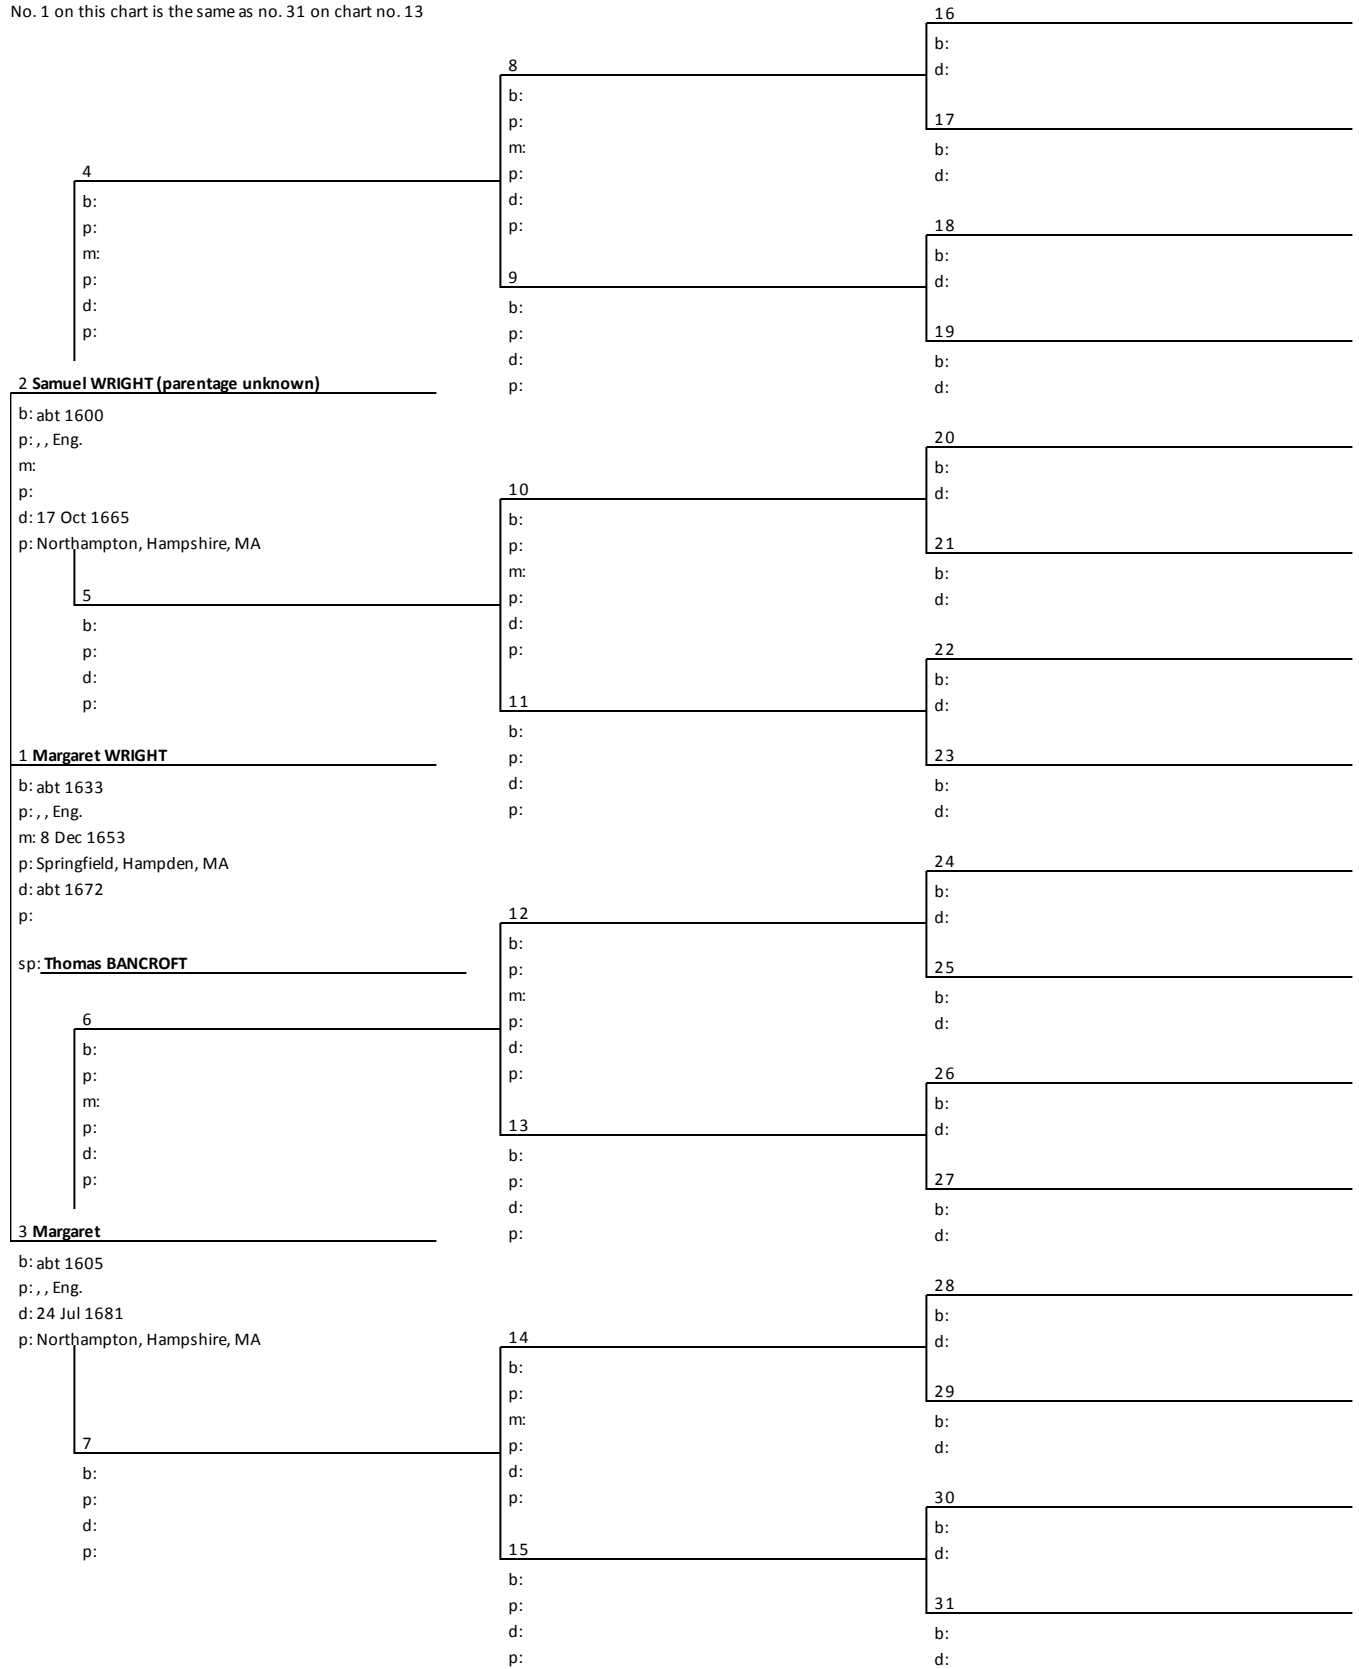 No. 1 on this chart is the same as no. 31 on chart no. 13
16
b:
d:
8
b:
p:
m:
p:
d:
p:
17
b:
d:
4
b:
p:
m:
p:
d:
p:
18
b:
d:
9
b:
p:
d:
p:
19
b:
d:
2 Samuel WRIGHT (parentage unknown)
b: abt 1600
p: , , Eng.
m:
p:
d: 17 Oct 1665
p: Northampton, Hampshire, MA
20
b:
d:
10
b:
p:
m:
p:
d:
p:
21
b:
d:
5
b:
p:
d:
p:
22
b:
d:
11
b:
p:
d:
p:
23
b:
d:
1 Margaret WRIGHT
b: abt 1633
p: , , Eng.
m: 8 Dec 1653
p: Springfield, Hampden, MA
d: abt 1672
p:
sp: Thomas BANCROFT
24
b:
d:
12
b:
p:
m:
p:
d:
p:
25
b:
d:
6
b:
p:
m:
p:
d:
p:
26
b:
d:
13
b:
p:
d:
p:
27
b:
d:
3 Margaret
b: abt 1605
p: , , Eng.
d: 24 Jul 1681
p: Northampton, Hampshire, MA
28
b:
d:
14
b:
p:
m:
p:
d:
p:
29
b:
d:
7
b:
p:
d:
p:
30
b:
d:
15
b:
p:
d:
p:
31
b:
d: